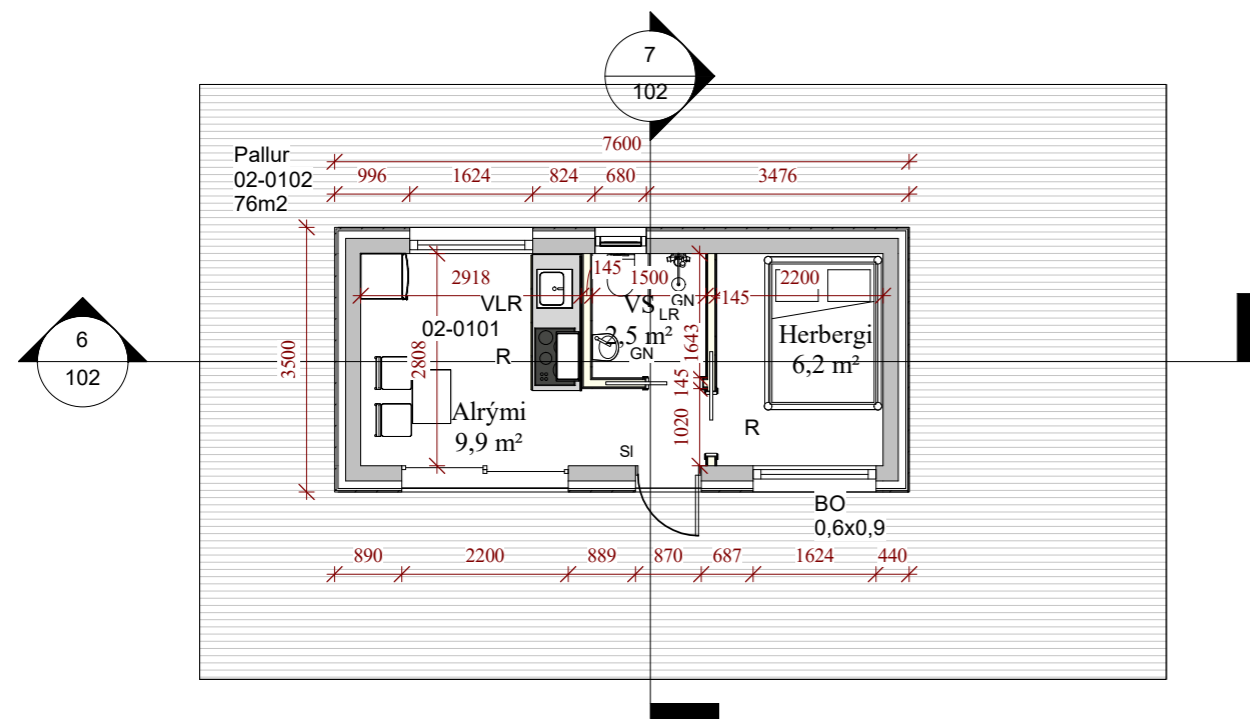 7
102
7600
Pallur
02-0102
76m2
996
1624
824
680
3476
2918
145
1500
145
2200
VLR
VS
2,5 m²
GN
LR
02-0101
R
GN
1643
Herbergi
6,2 m²
6
102
3500
2808
145
1020
Alrými
9,9 m²
SI
R
BO
0,6x0,9
890
2200
889
870
687
1624
440